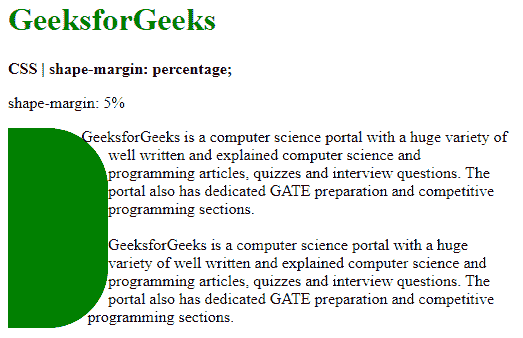 GeeksforGeeks
CSS | shape-margin: percentage;
shape-margin: 5%
GeeksforGeeks is a computer science portal with a huge variety of
well written and explained computer science and
programming articles, quizzes and interview questions. The
portal also has dedicated GATE preparation and competitive
programming sections.
GeeksforGeeks is a computer science portal with a huge
variety of well written and explained computer science and
programming articles, quizzes and interview questions. The
portal also has dedicated GATE preparation and competitive
programming sections.